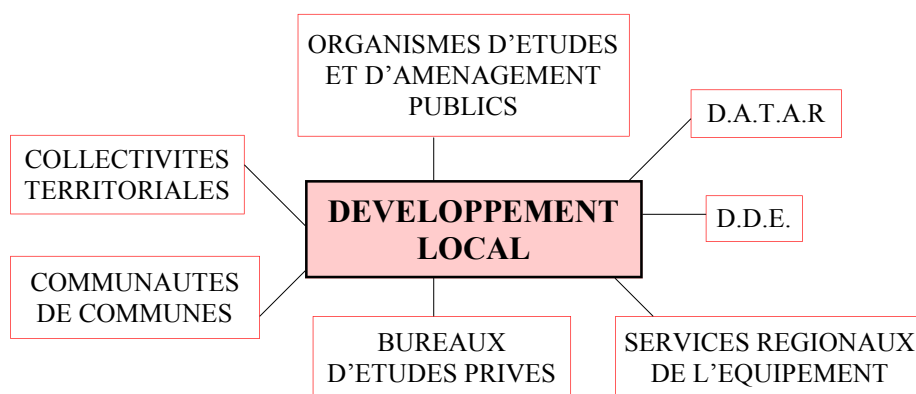 ORGANISMES D’ETUDES
ET D’AMENAGEMENT
PUBLICS
D.A.T.A.R
COLLECTIVITES
TERRITORIALES
DEVELOPPEMENT
LOCAL
D.D.E.
COMMUNAUTES
DE COMMUNES
BUREAUX
D’ETUDES PRIVES
SERVICES REGIONAUX
DE L’EQUIPEMENT